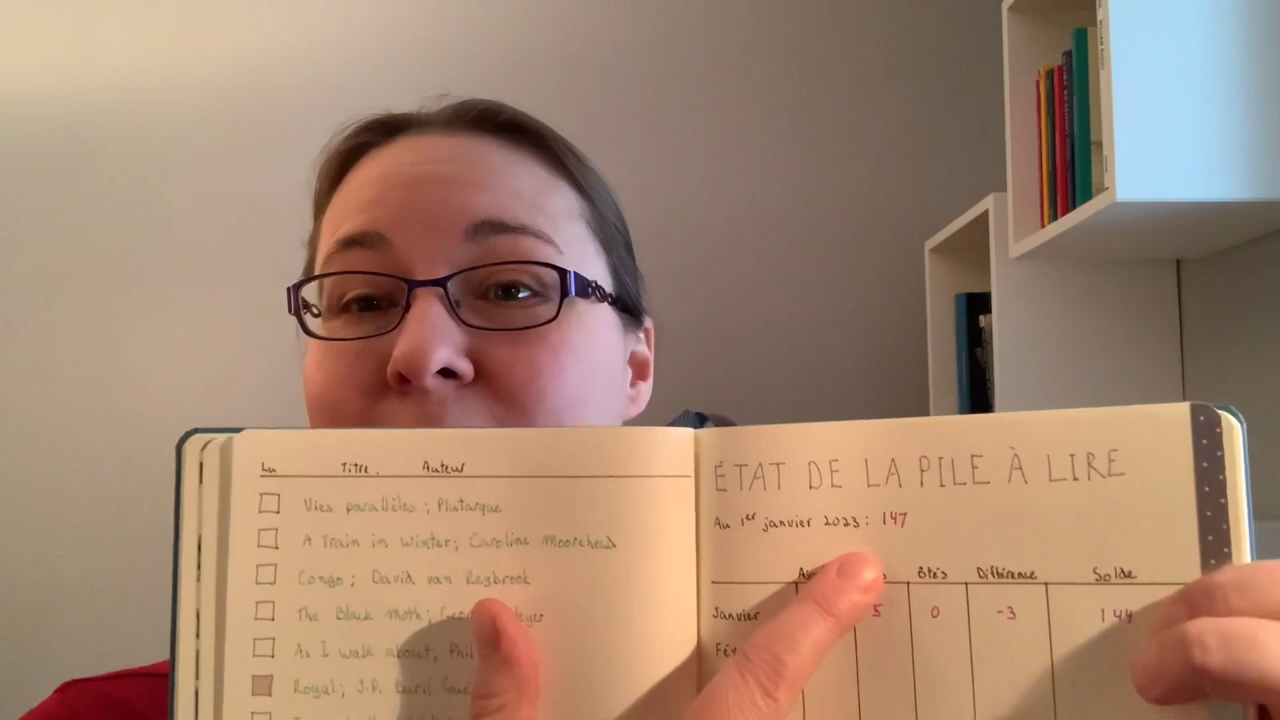 Lu Titre, Auteur
Vies parallèles ; Plutarque
A Train in Winter; Caroline Moorehead
Congo ; David van Reybrook
The Black Moth;
As I walk about;
Royal; J.P. Baril
ÉTAT DE LA PILE À LIRE
Au 1er janvier 2023 : 147
Ôtés Différence Solde
Janvier 5 0 -3 144